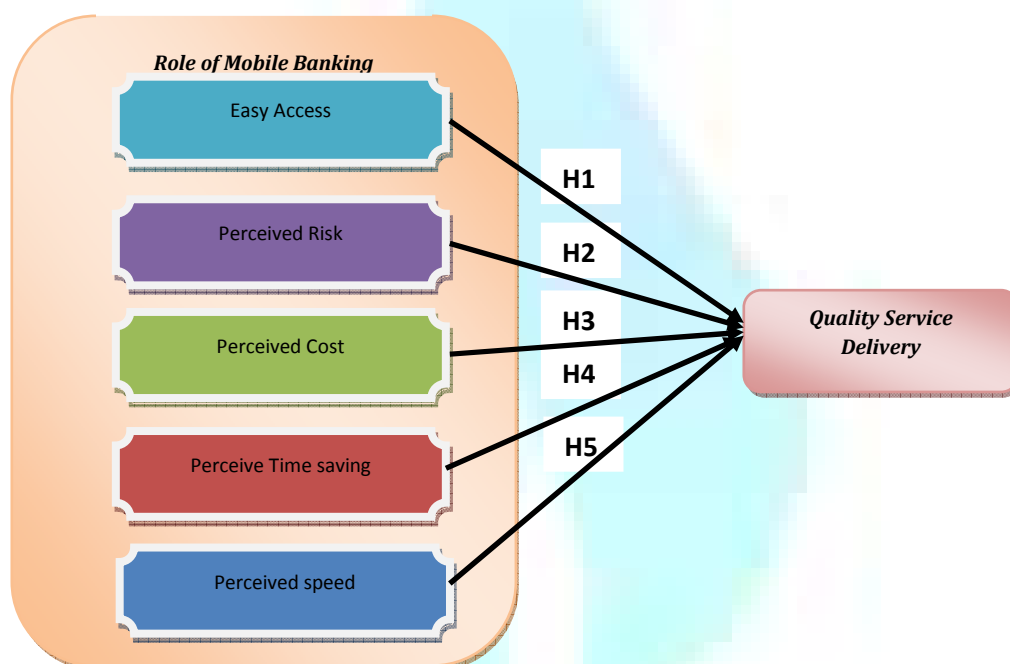 Role of Mobile Banking
Easy Access
Perceived Risk
Perceived Cost
Perceive Time saving
Perceived speed
H1
H2
H3
H4
H5
Quality Service
Delivery